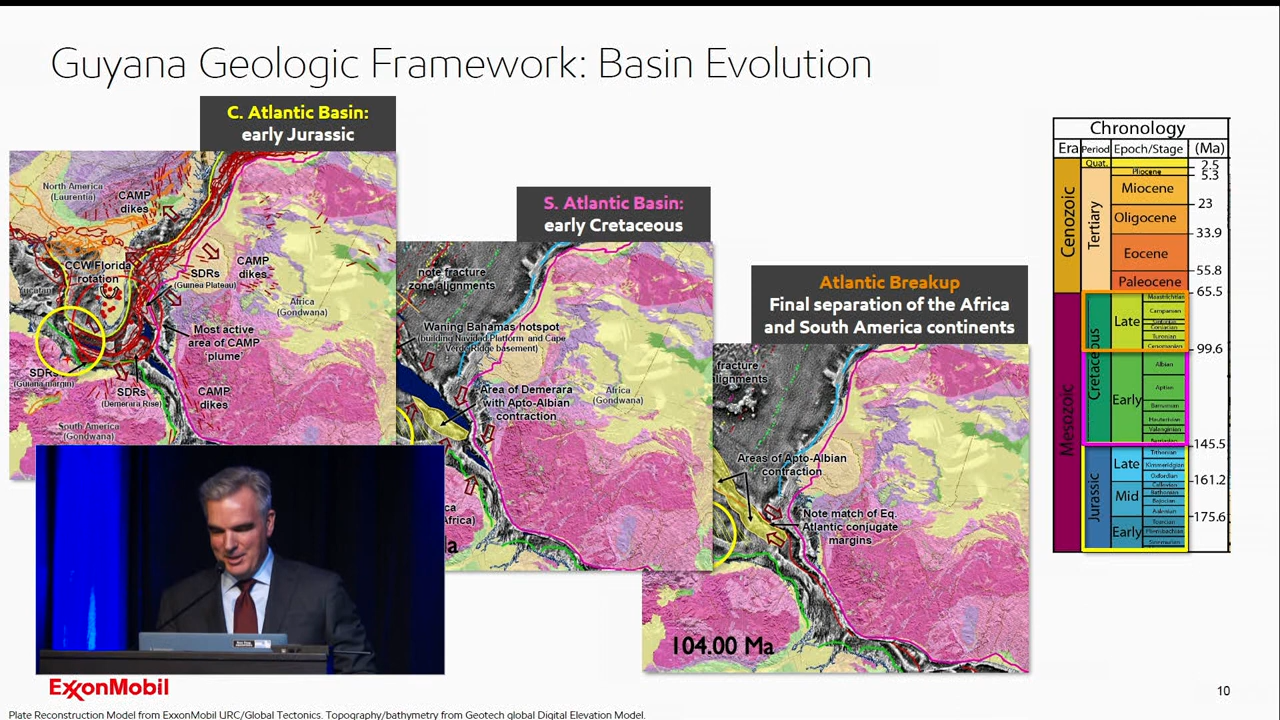 Guyana Geologic Framework: Basin Evolution
C. Atlantic Basin:
early Jurassic
North America
(Laurentia)
CAMP
dikes
CCW Florida
rotation
Yucatan
SDRs
(Guinea Plateau)
CAMP
dikes
Africa
(Gondwana)
Most active
area of CAMP
'plume'
SDRs
(Guiana margin)
SDRs
(Demerara Rise)
CAMP
dikes
South America
(Gondwana)
S. Atlantic Basin:
early Cretaceous
note fracture
zone alignments
Waning Bahamas hotspot
(building Navidad Platform and Cape
Verde Ridge basement)
Area of Demerara
with Apto-Albian
contraction
Africa
(Gondwana)
Atlantic Breakup
Final separation of the Africa
and South America continents
fracture
alignments
Areas of Apto-Albian
contraction
Note match of Eq.
Atlantic conjugate
margins
104.00 Ma
Chronology
Era Period Epoch/Stage (Ma)
Cenozoic
Mesozoic
Quat.
Tertiary
Cretaceous
Jurassic
Pliocene
Miocene
Oligocene
Eocene
Paleocene
Late
Maastrichtian
Campanian
Turonian
Cenomanian
Early
Albian
Aptian
Barremian
Hauterivian
Valanginian
Late
Tithonian
Kimmeridgian
Oxfordian
Mid
Callovian
Bathonian
Bajocian
Aalenian
Early
Toarcian
Sinemurian
2.5
5.3
23
33.9
55.8
65.5
99.6
145.5
161.2
175.6
ExxonMobil
10
Plate Reconstruction Model from ExxonMobil URC/Global Tectonics. Topography/bathymetry from Geotech global Digital Elevation Model.